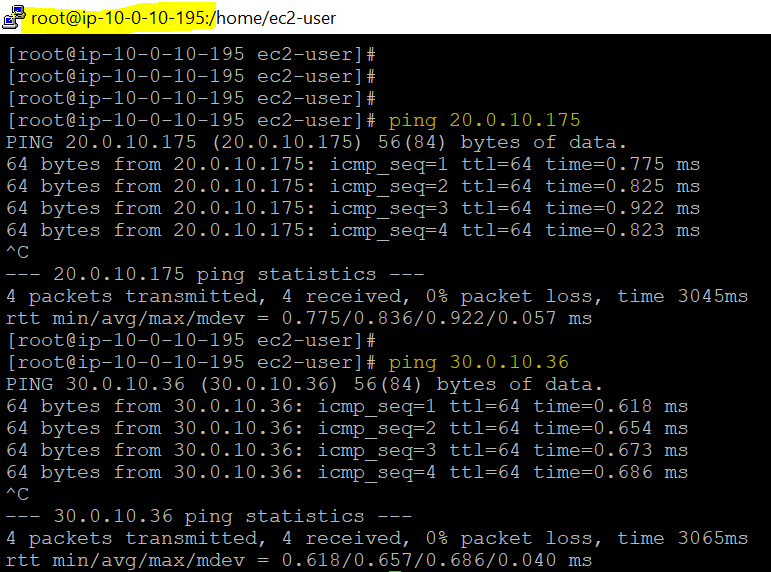 root@ip-10-0-10-195:/home/ec2-user
[root@ip-10-0-10-195 ec2-user]#
[root@ip-10-0-10-195 ec2-user]#
[root@ip-10-0-10-195 ec2-user]#
[root@ip-10-0-10-195 ec2-user]# ping 20.0.10.175
PING 20.0.10.175 (20.0.10.175) 56(84) bytes of data.
64 bytes from 20.0.10.175: icmp_seq=1 ttl=64 time=0.775 ms
64 bytes from 20.0.10.175: icmp_seq=2 ttl=64 time=0.825 ms
64 bytes from 20.0.10.175: icmp_seq=3 ttl=64 time=0.922 ms
64 bytes from 20.0.10.175: icmp_seq=4 ttl=64 time=0.823 ms
^C
--- 20.0.10.175 ping statistics ---
4 packets transmitted, 4 received, 0% packet loss, time 3045ms
rtt min/avg/max/mdev = 0.775/0.836/0.922/0.057 ms
[root@ip-10-0-10-195 ec2-user]#
[root@ip-10-0-10-195 ec2-user]# ping 30.0.10.36
PING 30.0.10.36 (30.0.10.36) 56(84) bytes of data.
64 bytes from 30.0.10.36: icmp_seq=1 ttl=64 time=0.618 ms
64 bytes from 30.0.10.36: icmp_seq=2 ttl=64 time=0.654 ms
64 bytes from 30.0.10.36: icmp_seq=3 ttl=64 time=0.673 ms
64 bytes from 30.0.10.36: icmp_seq=4 ttl=64 time=0.686 ms
^C
--- 30.0.10.36 ping statistics ---
4 packets transmitted, 4 received, 0% packet loss, time 3065ms
rtt min/avg/max/mdev = 0.618/0.657/0.686/0.040 ms